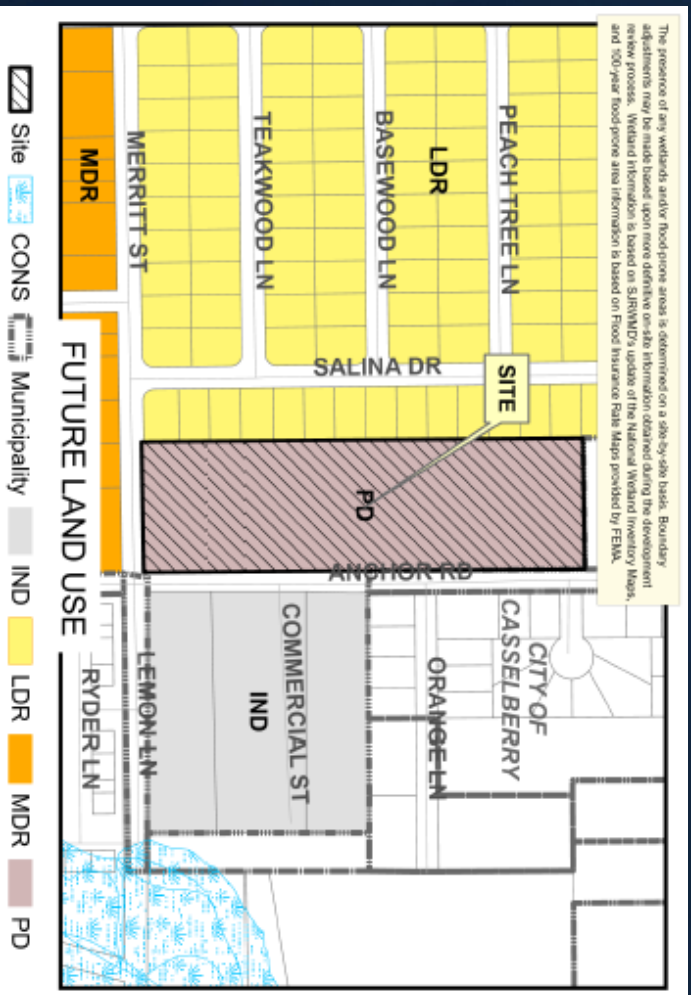 The presence of any wetlands and/or flood-prone areas is determined on a site-by-site basis. Boundary
adjustments may be made based upon more definitive on-site information obtained during the development
review process. Wetland information is based on SJRWMD's update of the National Wetland Inventory Maps,
and 100-year flood-prone area information is based on Flood Insurance Rate Maps provided by FEMA.
PEACH TREE LN
LDR
BASEWOOD LN
TEAKWOOD LN
MERRITT ST
MDR
SALINA DR
SITE
PD
ANCHOR RD
CITY OF
CASSELBERRY
ORANGE LN
COMMERCIAL ST
IND
LEMON LN
RYDER LN
FUTURE LAND USE
Site CONS Municipality IND LDR MDR PD